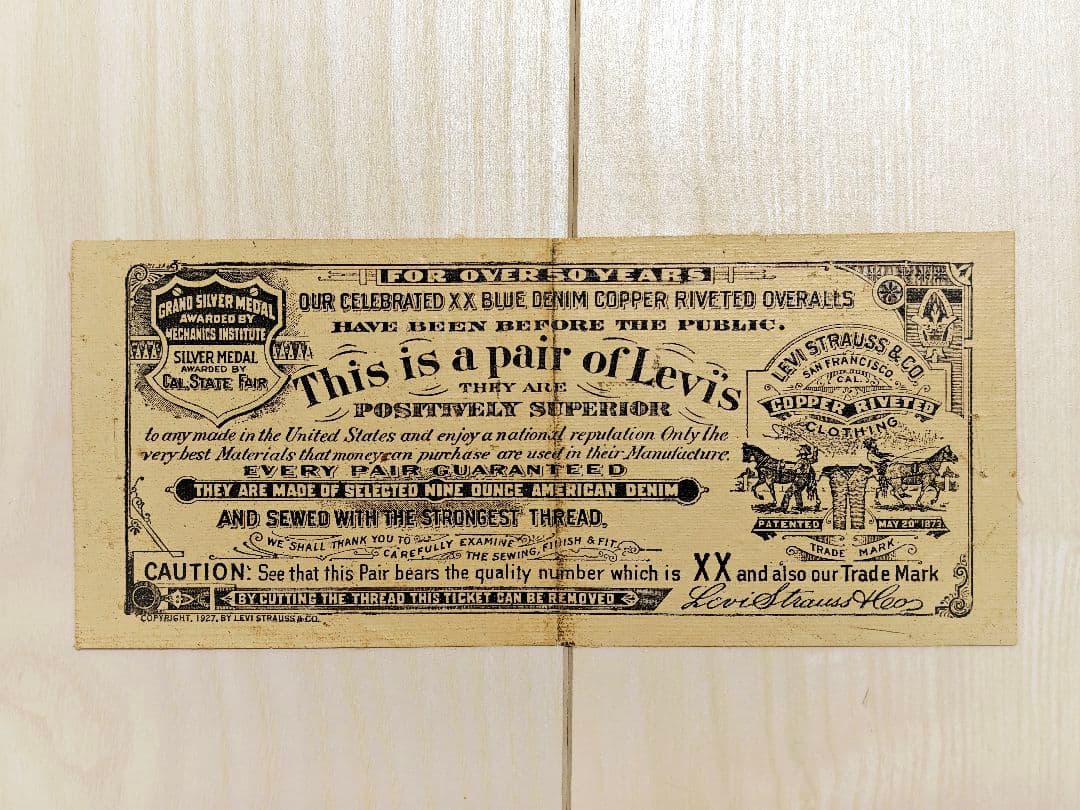 GRAND SILVER MEDAL
AWARDED BY
MECHANICS INSTITUTE
SILVER MEDAL
AWARDED BY
CAL. STATE FAIR
FOR OVER 50 YEARS
OUR CELEBRATED XX BLUE DENIM COPPER RIVETED OVERALLS
HAVE BEEN BEFORE THE PUBLIC.
This is a pair of Levi's
THEY ARE
POSITIVELY SUPERIOR
to any made in the United States and enjoy a national reputation Only the
very best Materials that money can purchase are used in their Manufacture.
EVERY PAIR GUARANTEED
THEY ARE MADE OF SELECTED NINE OUNCE AMERICAN DENIM
AND SEWED WITH THE STRONGEST THREAD.
WE SHALL THANK YOU TO
CAREFULLY EXAMINE
THE SEWING, FINISH & FIT.
LEVI STRAUSS & CO.
SAN FRANCISCO
CAL.
COPPER RIVETED
CLOTHING
PATENTED MAY 20TH 1873
TRADE MARK
CAUTION: See that this Pair bears the quality number which is XX and also our Trade Mark
BY CUTTING THE THREAD THIS TICKET CAN BE REMOVED
Levi Strauss & Co
COPYRIGHT, 1927, BY LEVI STRAUSS & CO.